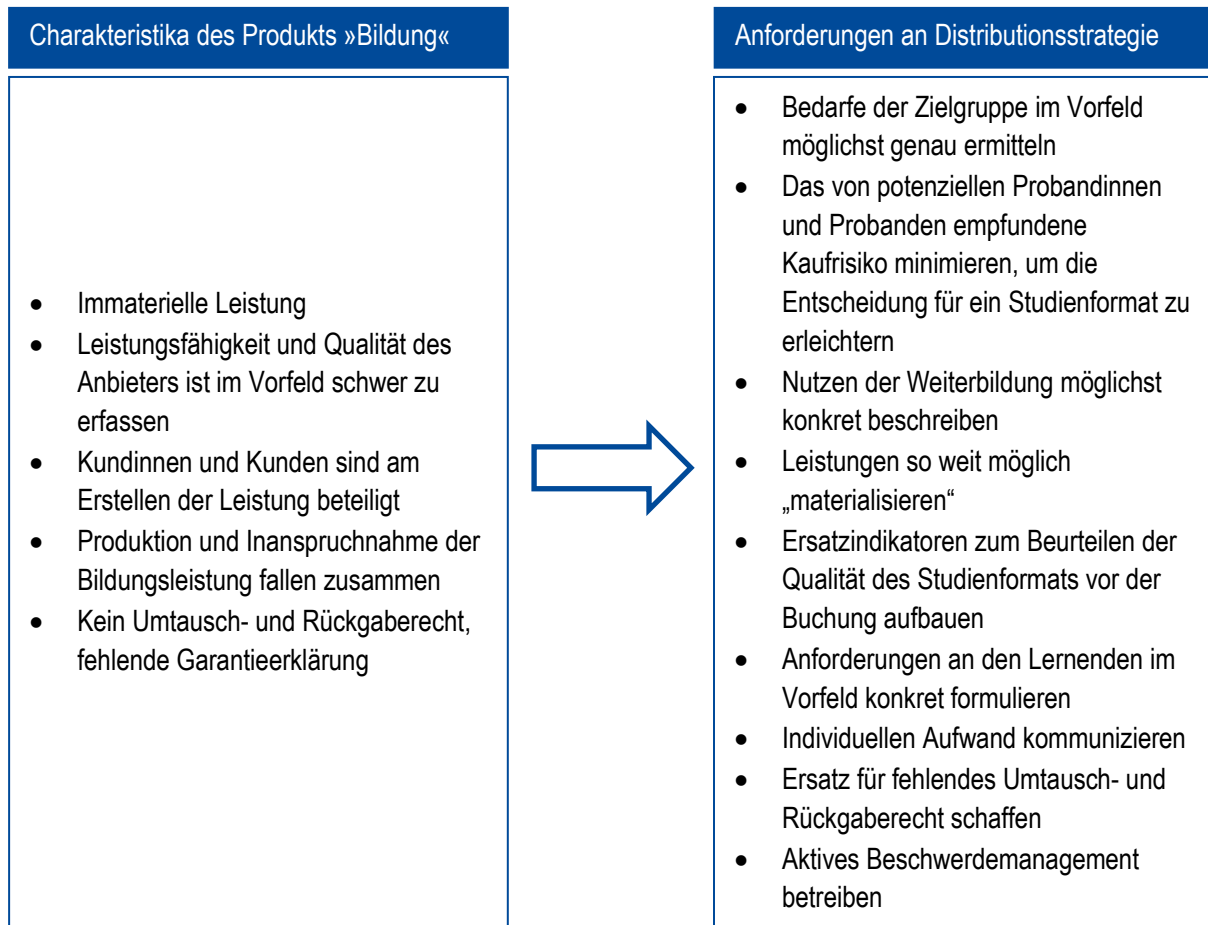 Charakteristika des Produkts »Bildung«
• Immaterielle Leistung
• Leistungsfähigkeit und Qualität des
Anbieters ist im Vorfeld schwer zu
erfassen
• Kundinnen und Kunden sind am
Erstellen der Leistung beteiligt
• Produktion und Inanspruchnahme der
Bildungsleistung fallen zusammen
• Kein Umtausch- und Rückgaberecht,
fehlende Garantieerklärung
Anforderungen an Distributionsstrategie
• Bedarfe der Zielgruppe im Vorfeld
möglichst genau ermitteln
• Das von potenziellen Probandinnen
und Probanden empfundene
Kaufrisiko minimieren, um die
Entscheidung für ein Studienformat zu
erleichtern
• Nutzen der Weiterbildung möglichst
konkret beschreiben
• Leistungen so weit möglich
„materialisieren“
• Ersatzindikatoren zum Beurteilen der
Qualität des Studienformats vor der
Buchung aufbauen
• Anforderungen an den Lernenden im
Vorfeld konkret formulieren
• Individuellen Aufwand kommunizieren
• Ersatz für fehlendes Umtausch- und
Rückgaberecht schaffen
• Aktives Beschwerdemanagement
betreiben